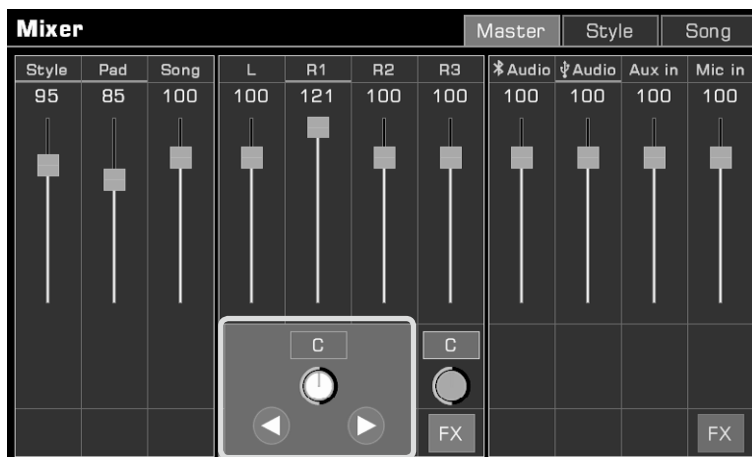 Mixer Master Style Song
Style Pad Song L R1 R2 R3 Audio Audio Aux in Mic in
95 85 100 100 121 100 100 100 100 100 100
C C
FX FX